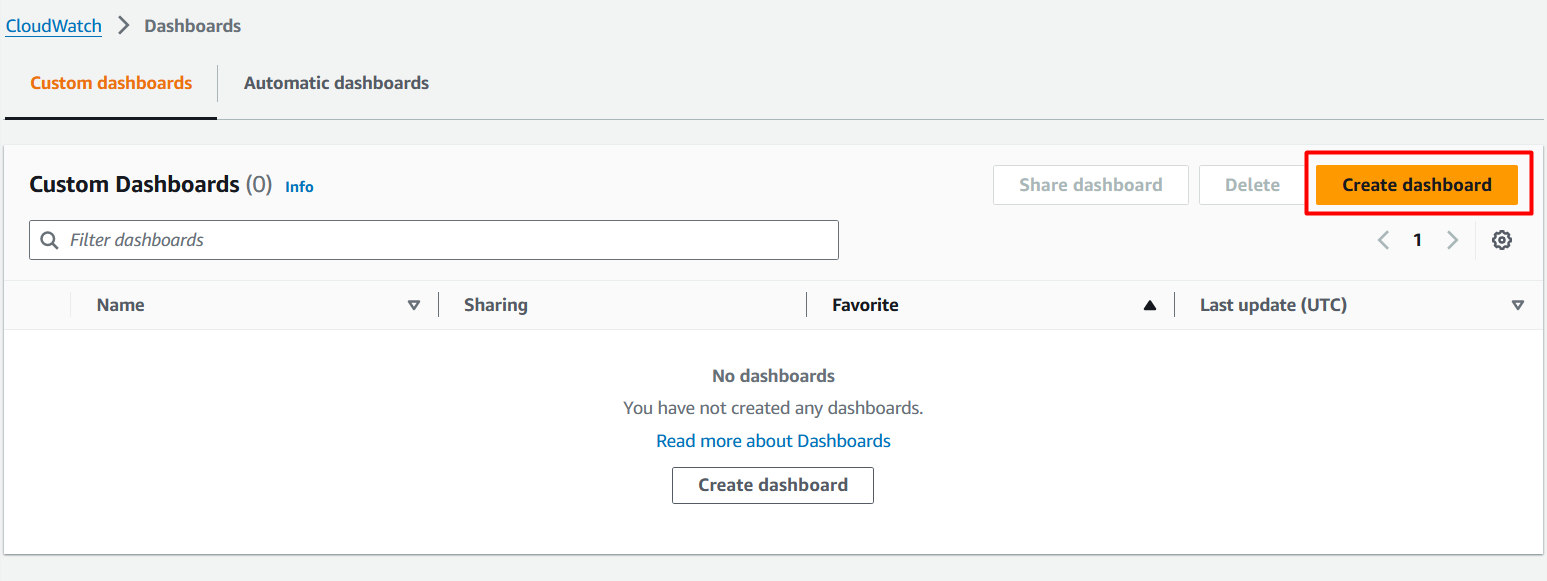 CloudWatch > Dashboards
Custom dashboards Automatic dashboards
Custom Dashboards (0) Info Share dashboard Delete Create dashboard
Filter dashboards 1
Name Sharing Favorite Last update (UTC)
No dashboards
You have not created any dashboards.
Read more about Dashboards
Create dashboard